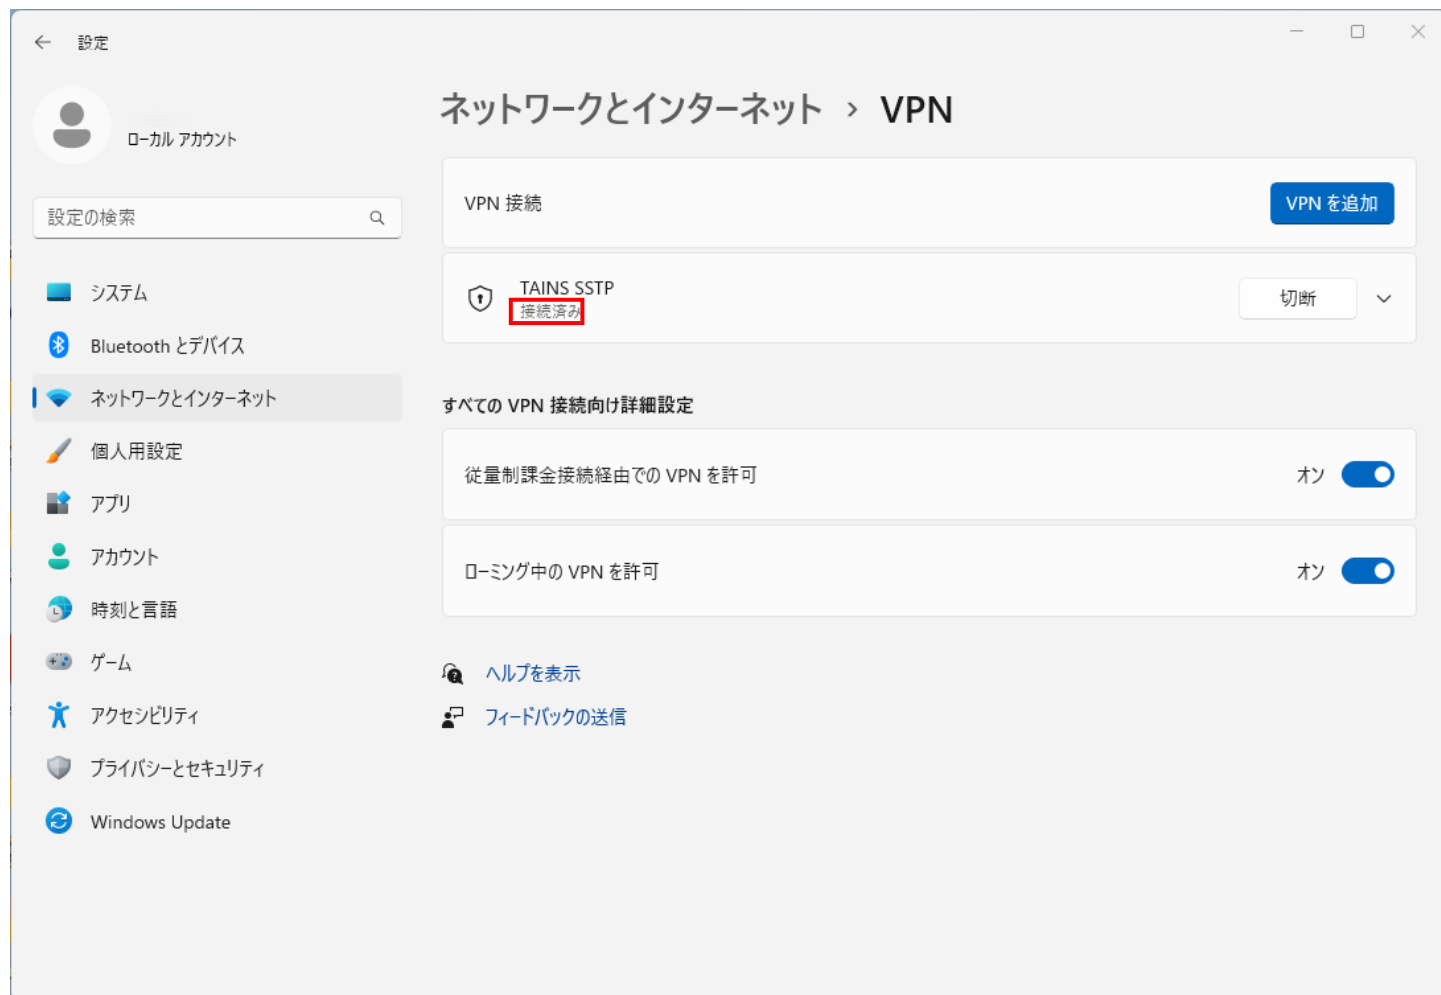 設定
ローカル アカウント
設定の検索
システム
Bluetooth とデバイス
ネットワークとインターネット
個人用設定
アプリ
アカウント
時刻と言語
ゲーム
アクセシビリティ
プライバシーとセキュリティ
Windows Update
ネットワークとインターネット › VPN
VPN 接続
VPN を追加
TAINS SSTP
接続済み
切断
すべての VPN 接続向け詳細設定
従量制課金接続経由での VPN を許可
オン
ローミング中の VPN を許可
オン
ヘルプを表示
フィードバックの送信